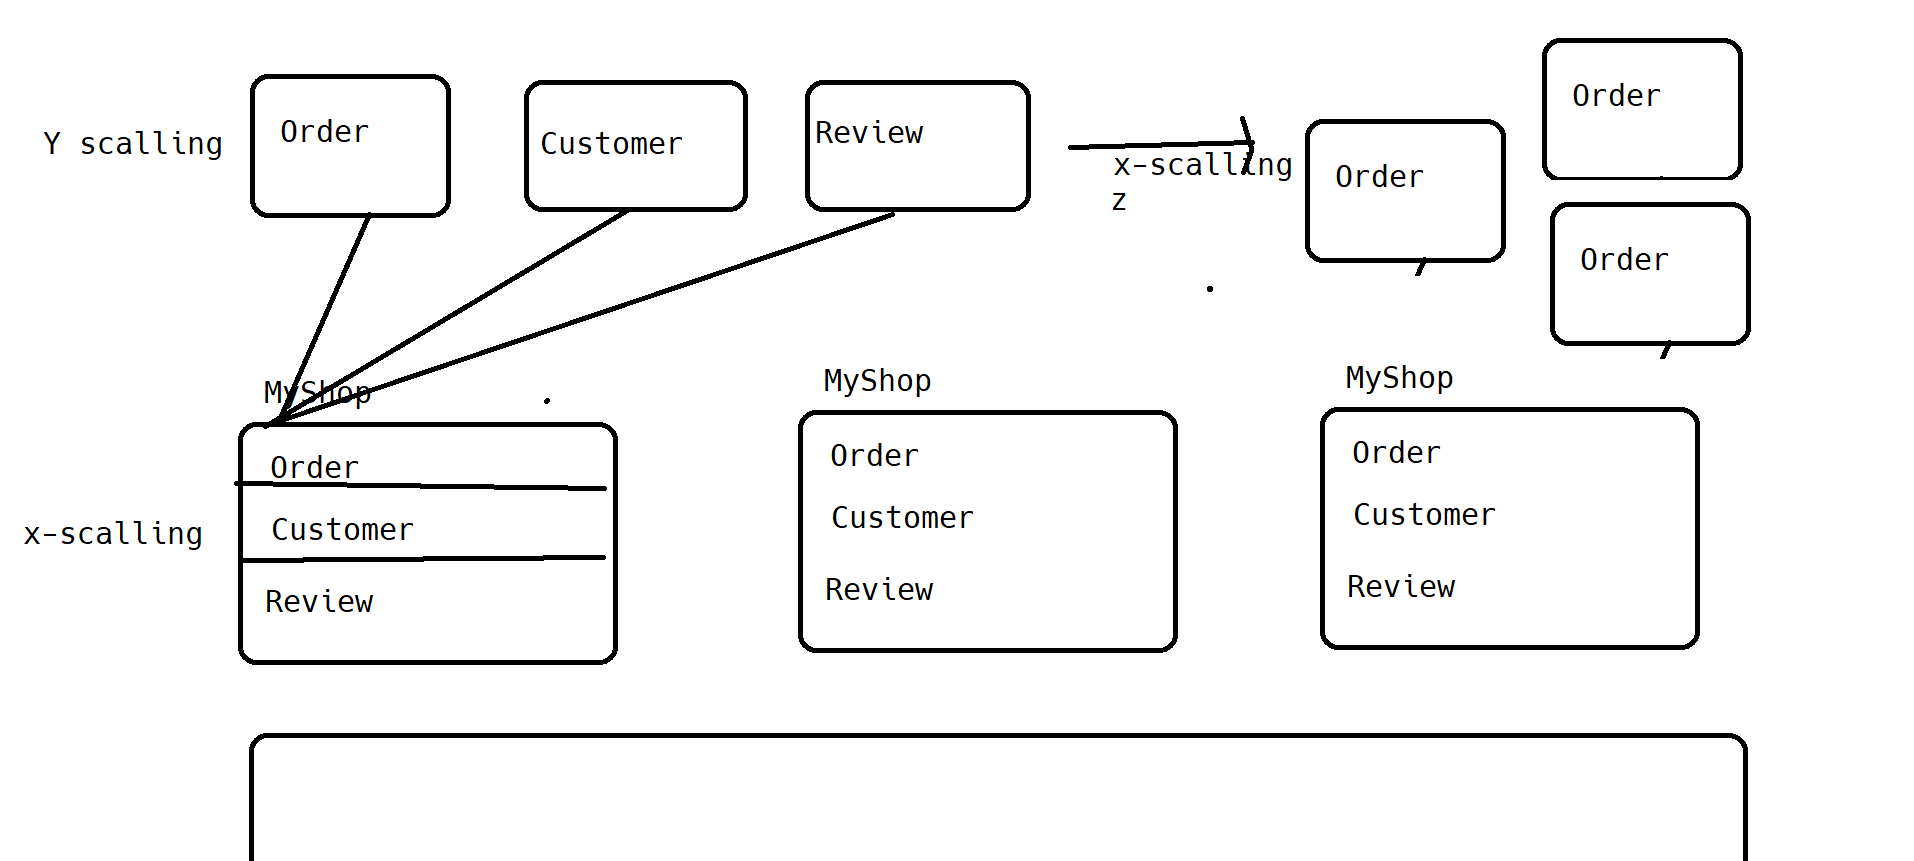 Order
Y scalling
Order
Customer
Review
x-scalling
z
Order
Order
MyShop
MyShop
MyShop
Order
Customer
Review
Order
Customer
Review
Order
Customer
Review
x-scalling